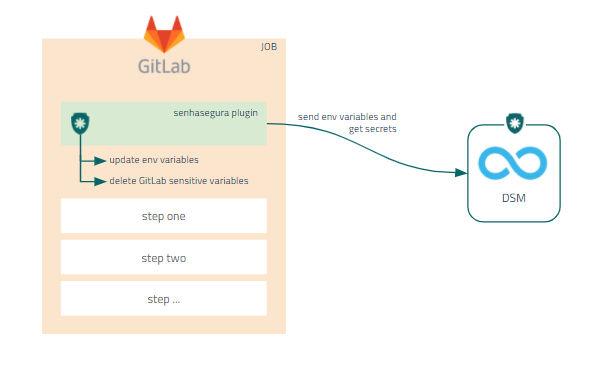 JOB
GitLab
senhasegura plugin
send env variables and
get secrets
update env variables
delete GitLab sensitive variables
DSM
step one
step two
step ...